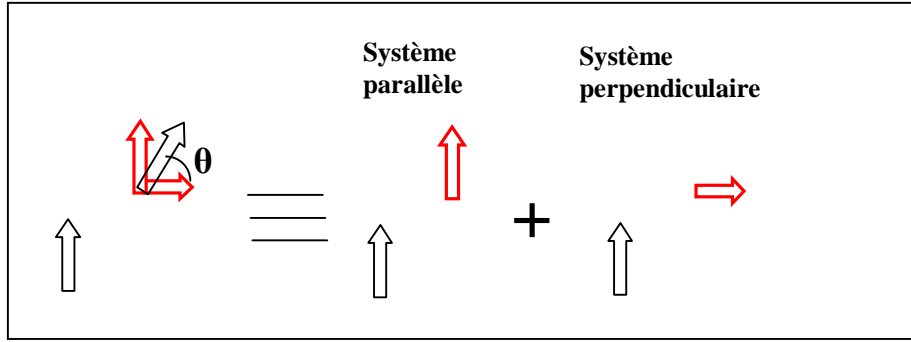 Système
parallèle
Système
perpendiculaire
θ
+